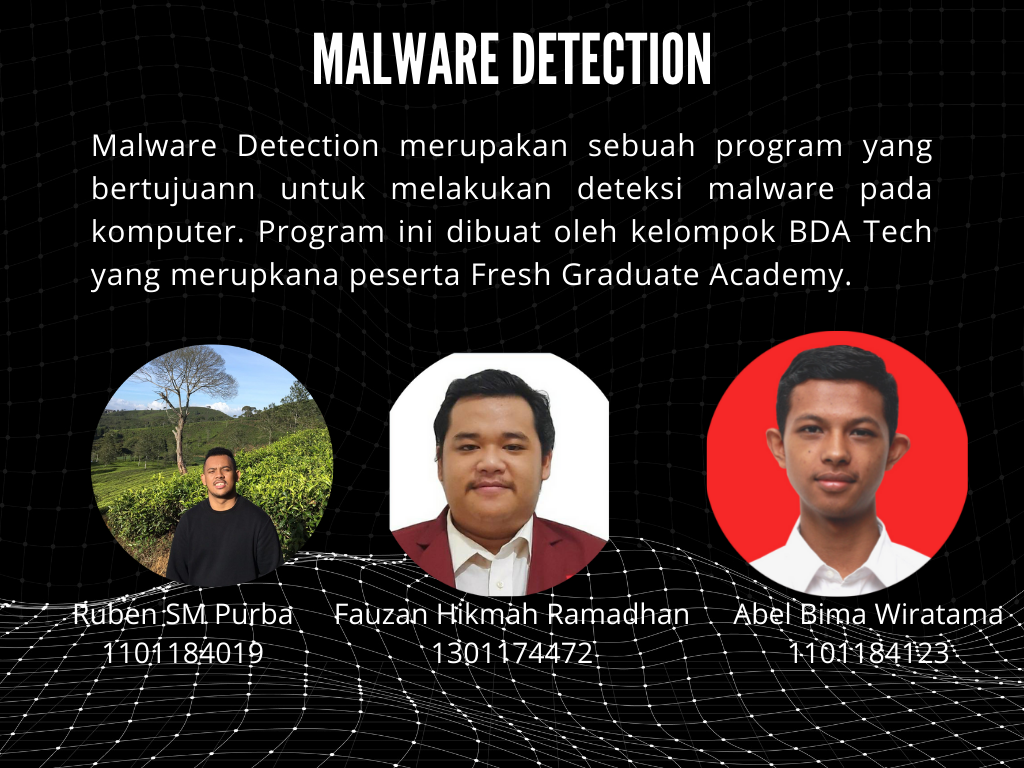 MALWARE DETECTION
Malware Detection merupakan sebuah program yang
bertujuann untuk melakukan deteksi malware pada
komputer. Program ini dibuat oleh kelompok BDA Tech
yang merupkana peserta Fresh Graduate Academy.
Ruben SM Purba
1101184019
Fauzan Hikmah Ramadhan
1301174472
Abel Bima Wiratama
1101184123